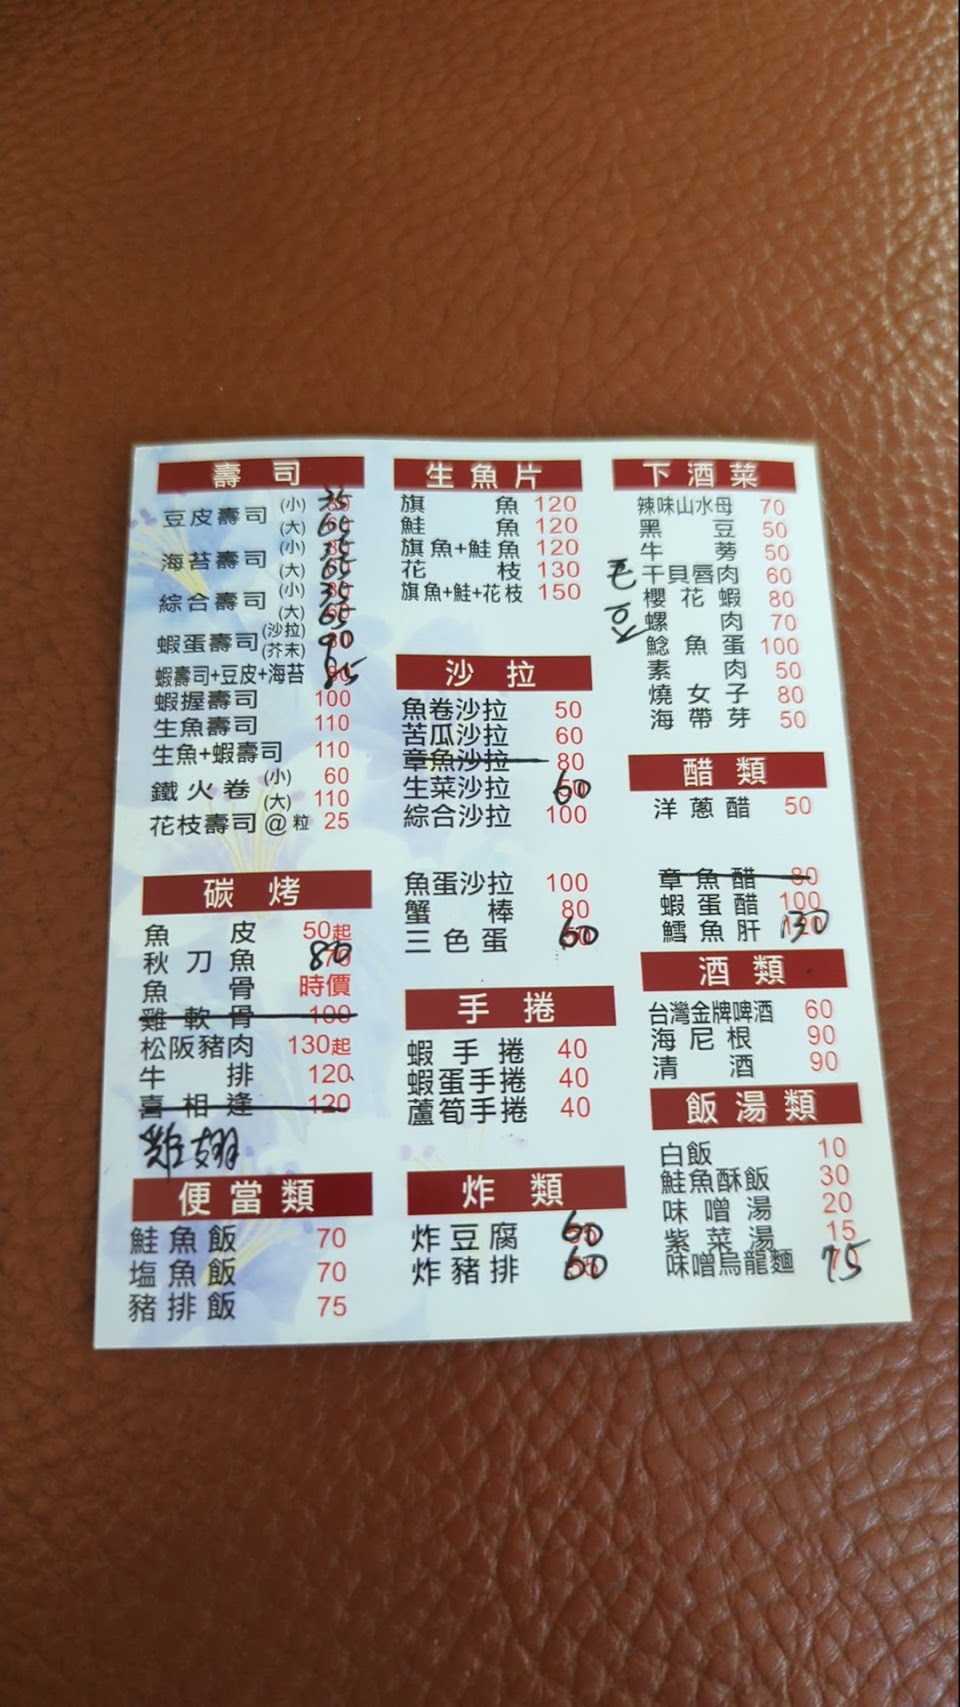 壽司
豆皮壽司 (小) 35
(大) 60
海苔壽司 (小) 35
(大) 65
綜合壽司 (小) 35
(大) 65
蝦蛋壽司 (沙拉) (芥末) 90
蝦壽司+豆皮+海苔 85
蝦握壽司 100
生魚壽司 110
生魚+蝦壽司 110
鐵火卷 (小) 60
(大) 110
花枝壽司@粒 25
碳烤
魚皮 50起
秋刀魚 80
魚骨 時價
雞軟骨 100
松阪豬肉 130起
牛排 120
喜相逢 120
雞翅
便當類
鮭魚飯 70
塩魚飯 70
豬排飯 75
生魚片
旗魚 120
鮭魚 120
旗魚+鮭魚 120
花枝 130
旗魚+鮭+花枝 150
沙拉
魚卷沙拉 50
苦瓜沙拉 60
章魚沙拉 80
生菜沙拉 60
綜合沙拉 100
魚蛋沙拉 100
蟹棒 80
三色蛋 60
手捲
蝦手捲 40
蝦蛋手捲 40
蘆筍手捲 40
炸類
炸豆腐 60
炸豬排 60
下酒菜
辣味山水母 70
黑豆 50
牛蒡 50
毛豆
干貝唇肉 60
櫻花蝦 80
螺肉 70
鯰魚蛋 100
素肉 50
燒女子 80
海帶芽 50
醋類
洋蔥醋 50
章魚醋 80
蝦蛋醋 100
鱈魚肝 130
酒類
台灣金牌啤酒 60
海尼根 90
清酒 90
飯湯類
白飯 10
鮭魚酥飯 30
味噌湯 20
紫菜湯 15
味噌烏龍麵 75